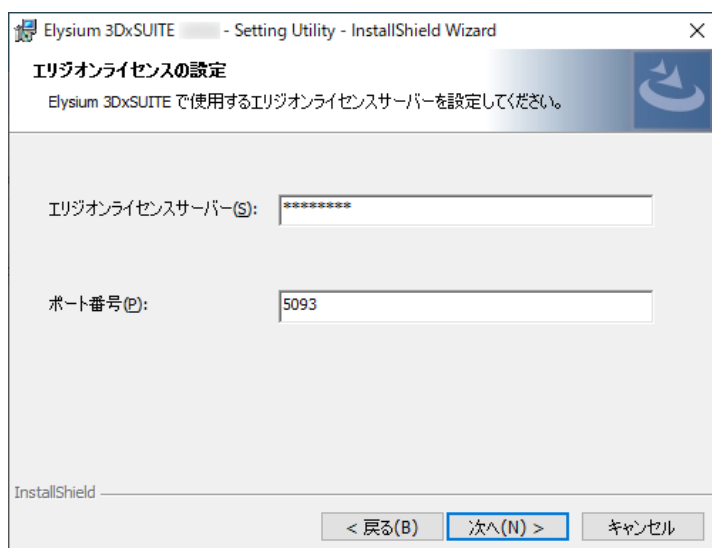 Elysium 3DxSUITE - Setting Utility - InstallShield Wizard
エリジオンライセンスの設定
Elysium 3DxSUITE で使用するエリジオンライセンスサーバーを設定してください。
エリジオンライセンスサーバー(S): ********
ポート番号(P): 5093
InstallShield
< 戻る(B) 次へ(N) > キャンセル